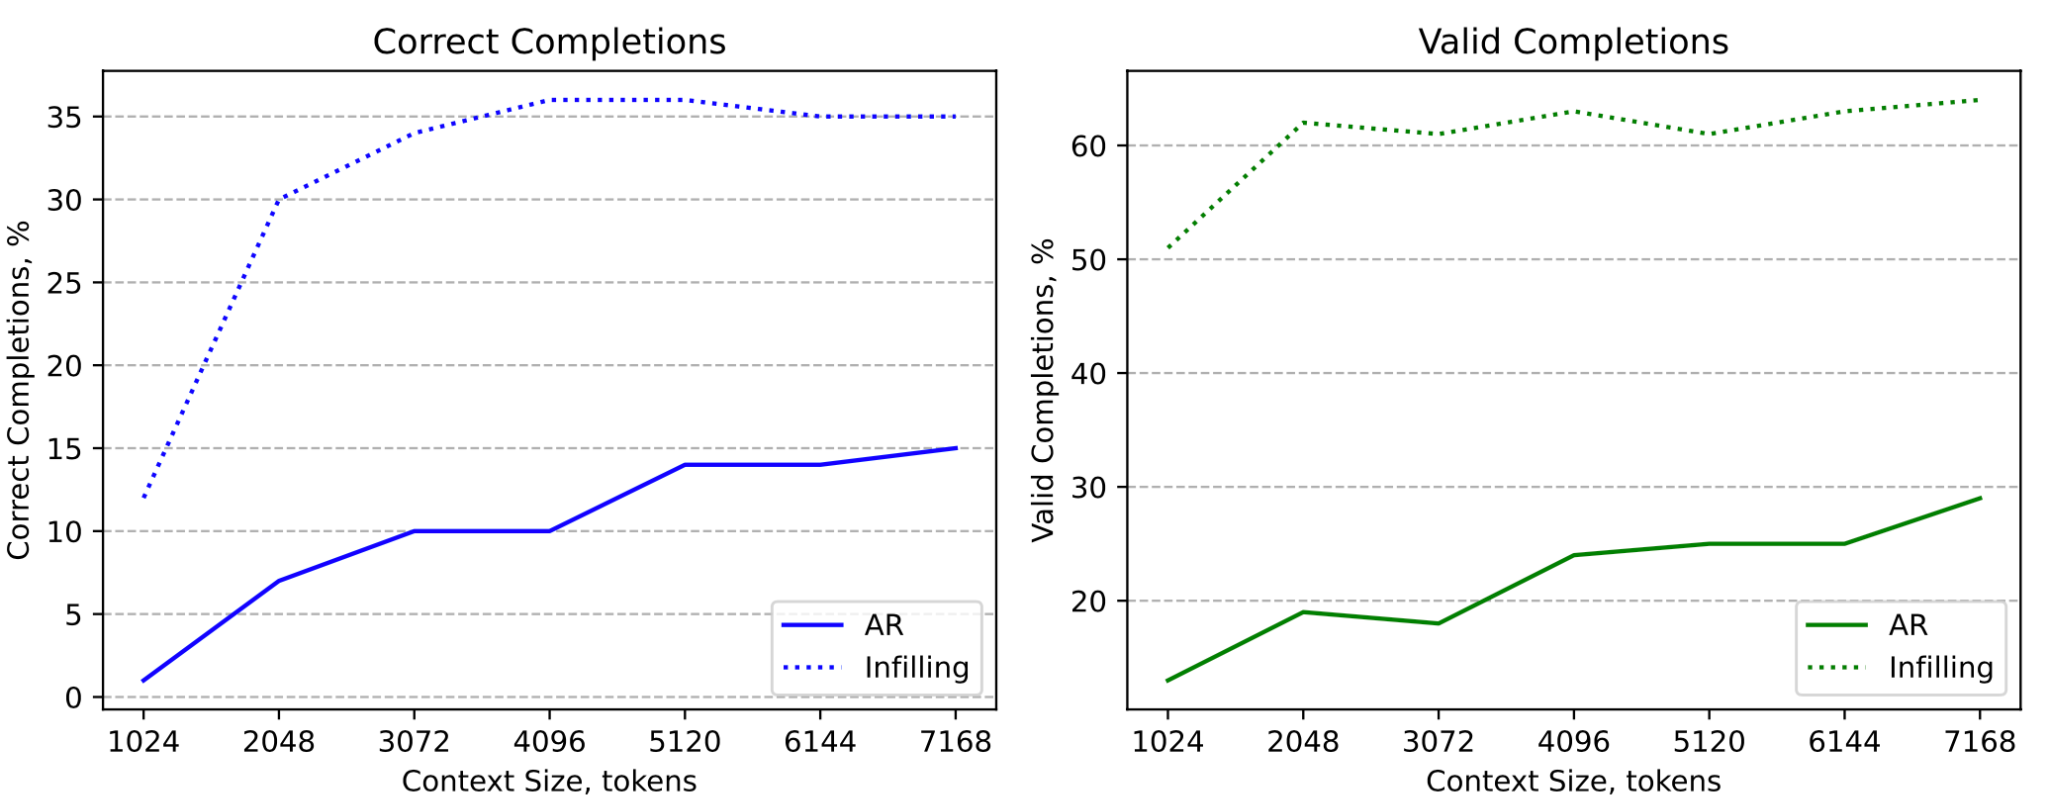 Correct Completions
Correct Completions, %
35
30
25
20
15
10
5
0
AR
Infilling
1024 2048 3072 4096 5120 6144 7168
Context Size, tokens
Valid Completions
Valid Completions, %
60
50
40
30
20
AR
Infilling
1024 2048 3072 4096 5120 6144 7168
Context Size, tokens